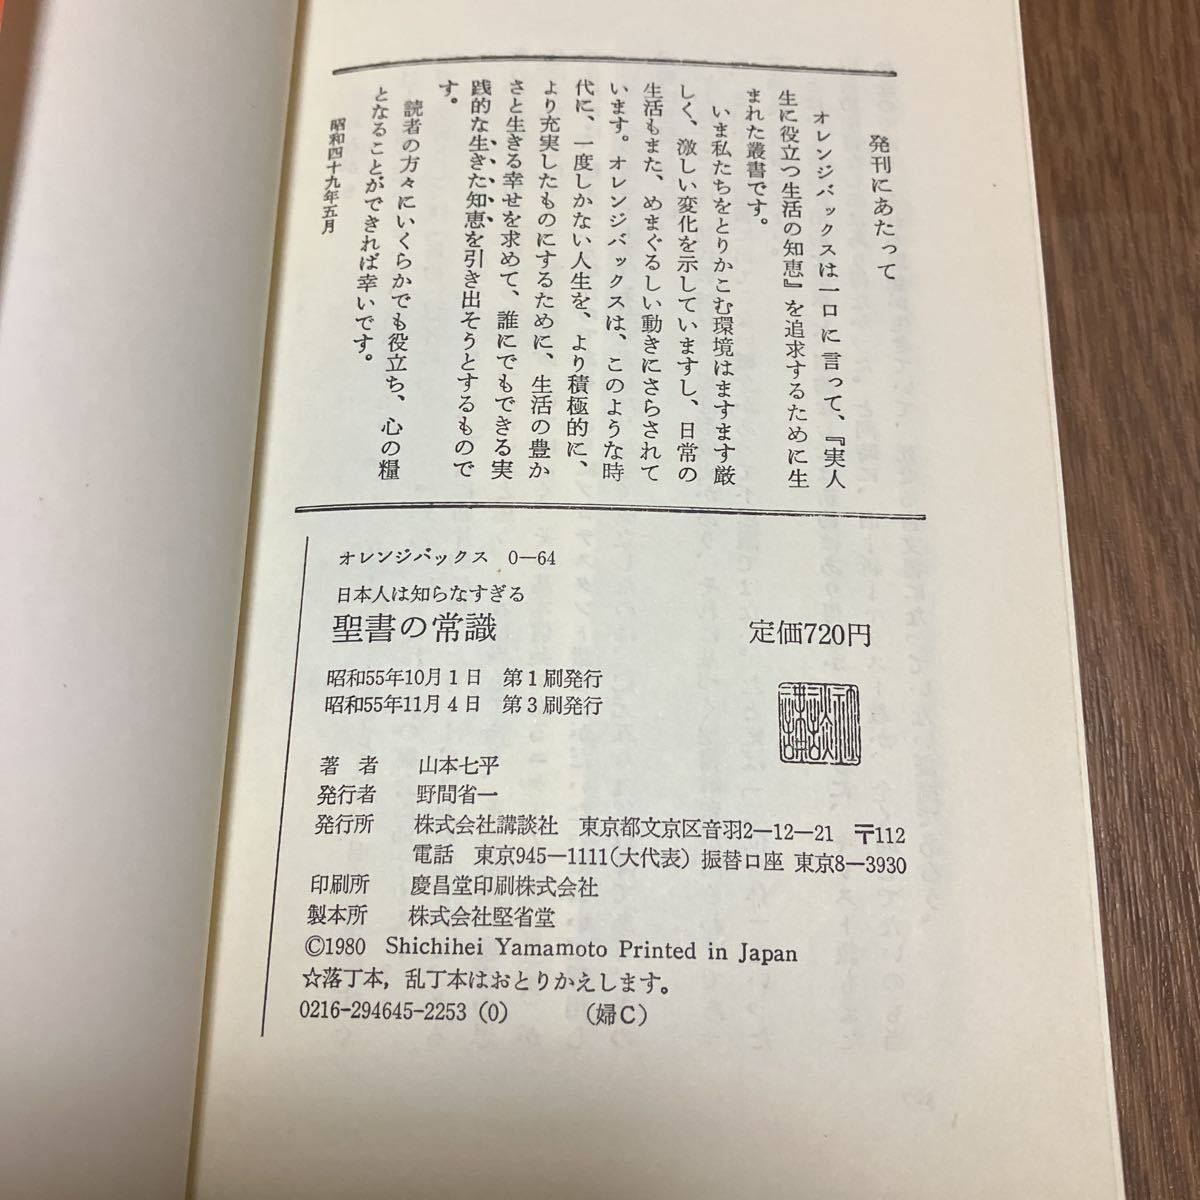 発刊にあたって
オレンジバックスは一口に言って、『実人
生に役立つ生活の知恵』を追求するために生
まれた叢書です。
いま私たちをとりかこむ環境はますます厳
しく、激しい変化を示していますし、日常の
生活もまた、めまぐるしい動きにさらされて
います。オレンジバックスは、このような時
代に、一度しかない人生を、より積極的に、
より充実したものにするために、生活の豊か
さと生きる幸せを求めて、誰にでもできる実
践的な生きた知恵を引き出そうとするもので
す。
読者の方々にいくらかでも役立ち、心の糧
となることができれば幸いです。
昭和四十九年五月
オレンジバックス 0―64
日本人は知らなすぎる
聖書の常識
定価720円
昭和55年10月1日 第1刷発行
昭和55年11月4日 第3刷発行
講談社
著 者 山本七平
発行者 野間省一
発行所 株式会社講談社 東京都文京区音羽2―12―21 〒112
電話 東京945―1111(大代表) 振替口座 東京8―3930
印刷所 慶昌堂印刷株式会社
製本所 株式会社堅省堂
©1980 Shichihei Yamamoto Printed in Japan
☆落丁本,乱丁本はおとりかえします。
0216-294645-2253 (0) (婦C)